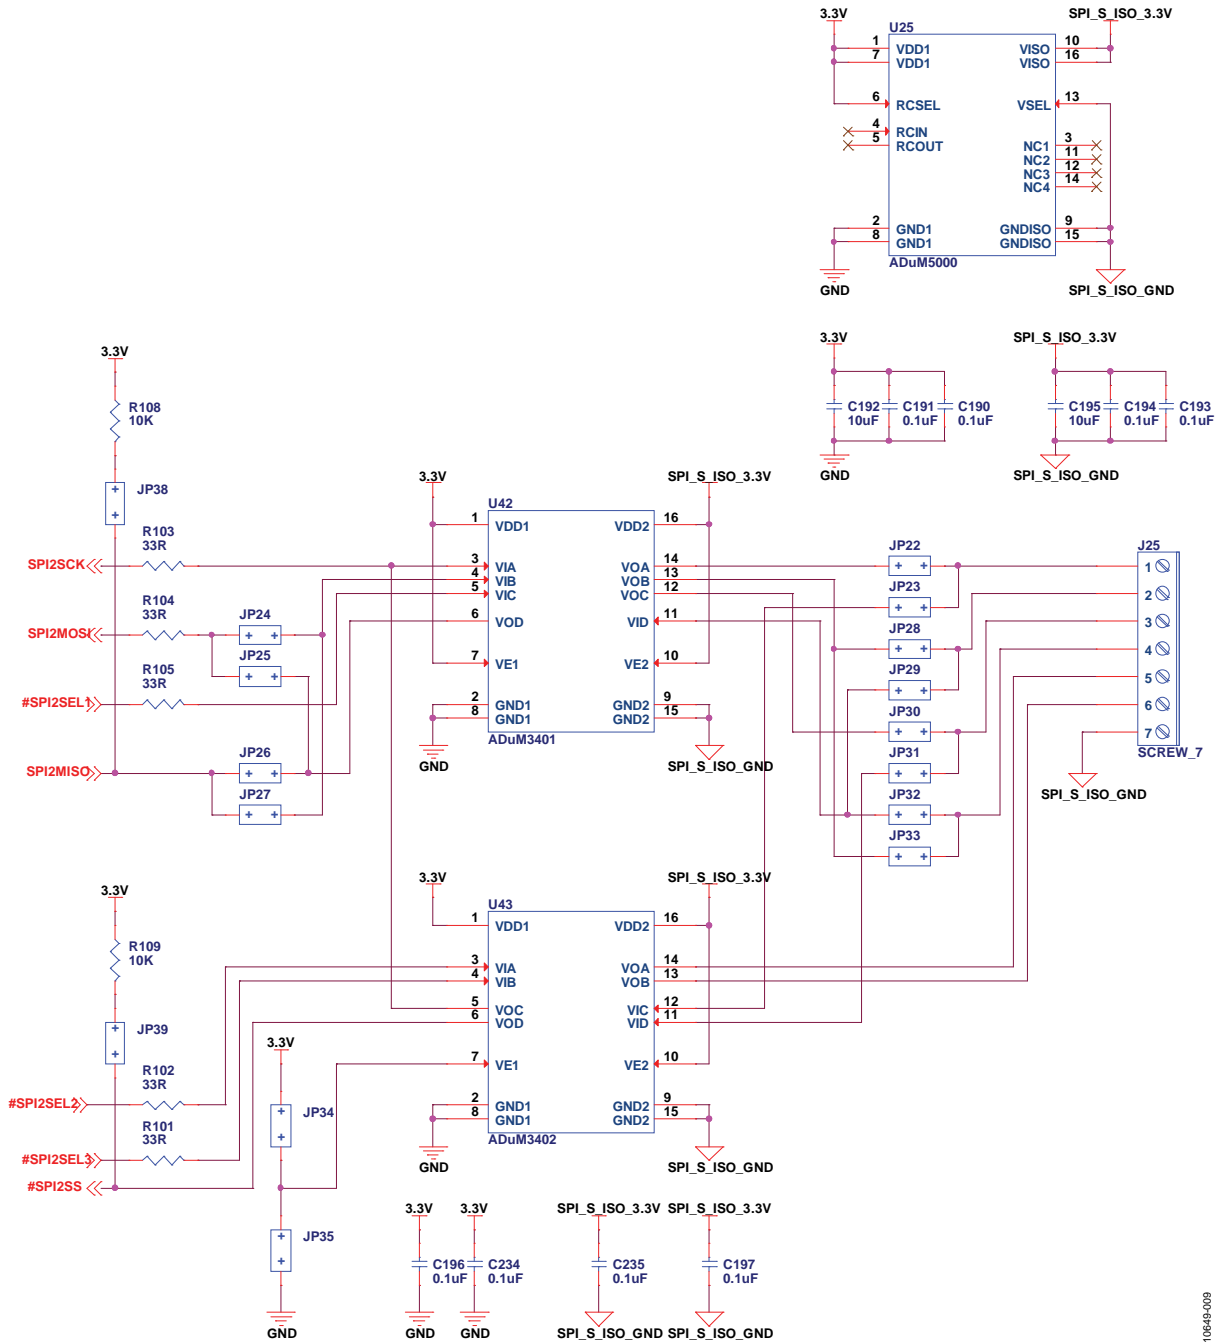 3.3V
SPI_S_ISO_3.3V
U25
1 VDD1 VISO 10
7 VDD1 VISO 16
6 RCSEL VSEL 13
4 RCIN
5 RCOUT NC1 3
NC2 11
NC3 12
NC4 14
2 GND1 GNDISO 9
8 GND1 GNDISO 15
ADuM5000
GND
SPI_S_ISO_GND
3.3V
SPI_S_ISO_3.3V
C192 10uF
C191 0.1uF
C190 0.1uF
C195 10uF
C194 0.1uF
C193 0.1uF
GND
SPI_S_ISO_GND
3.3V
R108
10K
JP38
R103
33R
SPI2SCK
R104
33R
SPI2MOSI
JP24
JP25
R105
33R
#SPI2SEL1
SPI2MISO
JP26
JP27
3.3V
SPI_S_ISO_3.3V
U42
1 VDD1 VDD2 16
3 VIA VOA 14
4 VIB VOB 13
5 VIC VOC 12
6 VOD VID 11
7 VE1 VE2 10
2 GND1 GND2 9
8 GND1 GND2 15
ADuM3401
GND
SPI_S_ISO_GND
JP22
JP23
JP28
JP29
JP30
JP31
JP32
JP33
J25
1
2
3
4
5
6
7
SCREW_7
SPI_S_ISO_GND
3.3V
R109
10K
JP39
R102
33R
#SPI2SEL2
R101
33R
#SPI2SEL3
#SPI2SS
3.3V
JP34
JP35
GND
3.3V
SPI_S_ISO_3.3V
U43
1 VDD1 VDD2 16
3 VIA VOA 14
4 VIB VOB 13
5 VOC VIC 12
6 VOD VID 11
7 VE1 VE2 10
2 GND1 GND2 9
8 GND1 GND2 15
ADuM3402
GND
SPI_S_ISO_GND
3.3V
3.3V
SPI_S_ISO_3.3V
SPI_S_ISO_3.3V
C196 0.1uF
C234 0.1uF
C235 0.1uF
C197 0.1uF
GND
GND
SPI_S_ISO_GND
SPI_S_ISO_GND
10649-009